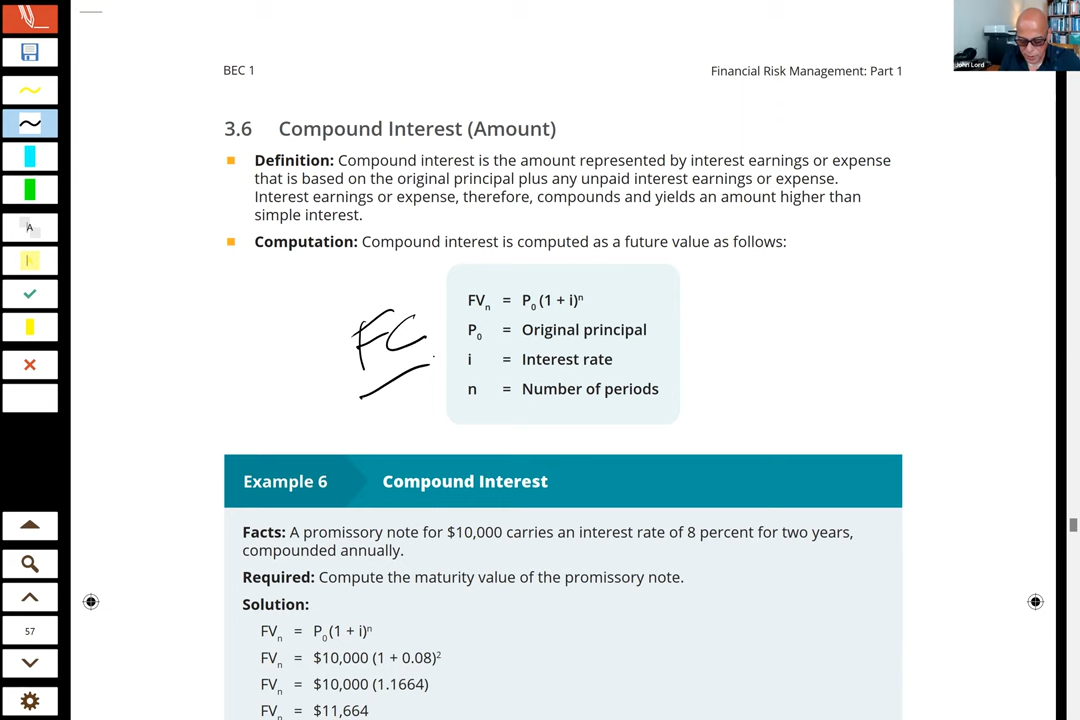 John Lord
BEC 1
Financial Risk Management: Part 1
3.6 Compound Interest (Amount)
Definition: Compound interest is the amount represented by interest earnings or expense
that is based on the original principal plus any unpaid interest earnings or expense.
Interest earnings or expense, therefore, compounds and yields an amount higher than
simple interest.
Computation: Compound interest is computed as a future value as follows:
FVₙ = P₀ (1 + i)ⁿ
P₀ = Original principal
i = Interest rate
n = Number of periods
FC
Example 6 Compound Interest
Facts: A promissory note for $10,000 carries an interest rate of 8 percent for two years,
compounded annually.
Required: Compute the maturity value of the promissory note.
Solution:
FVₙ = P₀ (1 + i)ⁿ
FVₙ = $10,000 (1 + 0.08)²
FVₙ = $10,000 (1.1664)
FVₙ = $11,664
A
57